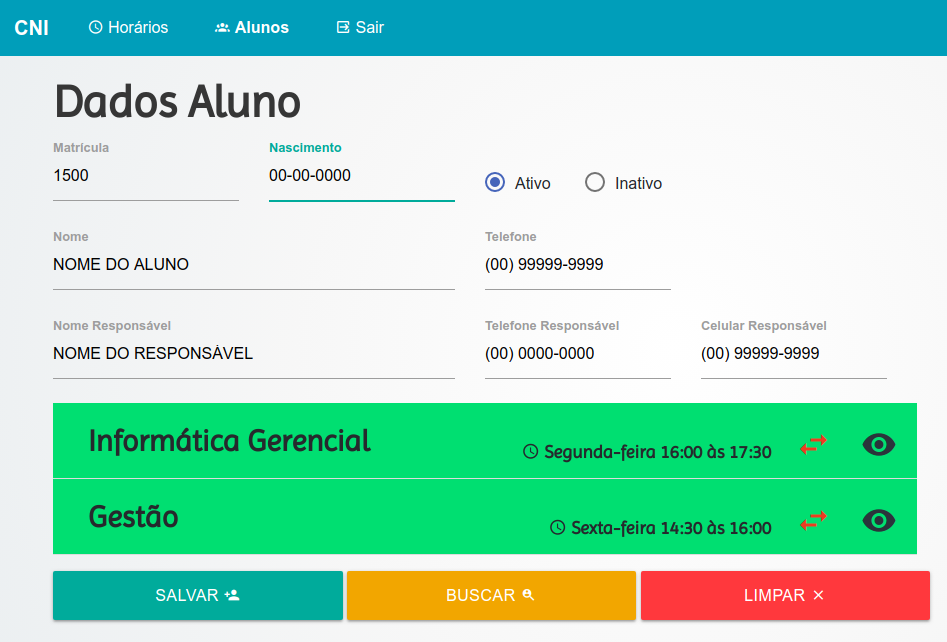 CNI Horários Alunos Sair
Dados Aluno
Matrícula Nascimento
1500 00-00-0000
Ativo Inativo
Nome Telefone
NOME DO ALUNO (00) 99999-9999
Nome Responsável Telefone Responsável Celular Responsável
NOME DO RESPONSÁVEL (00) 0000-0000 (00) 99999-9999
Informática Gerencial Segunda-feira 16:00 às 17:30
Gestão Sexta-feira 14:30 às 16:00
SALVAR BUSCAR LIMPAR